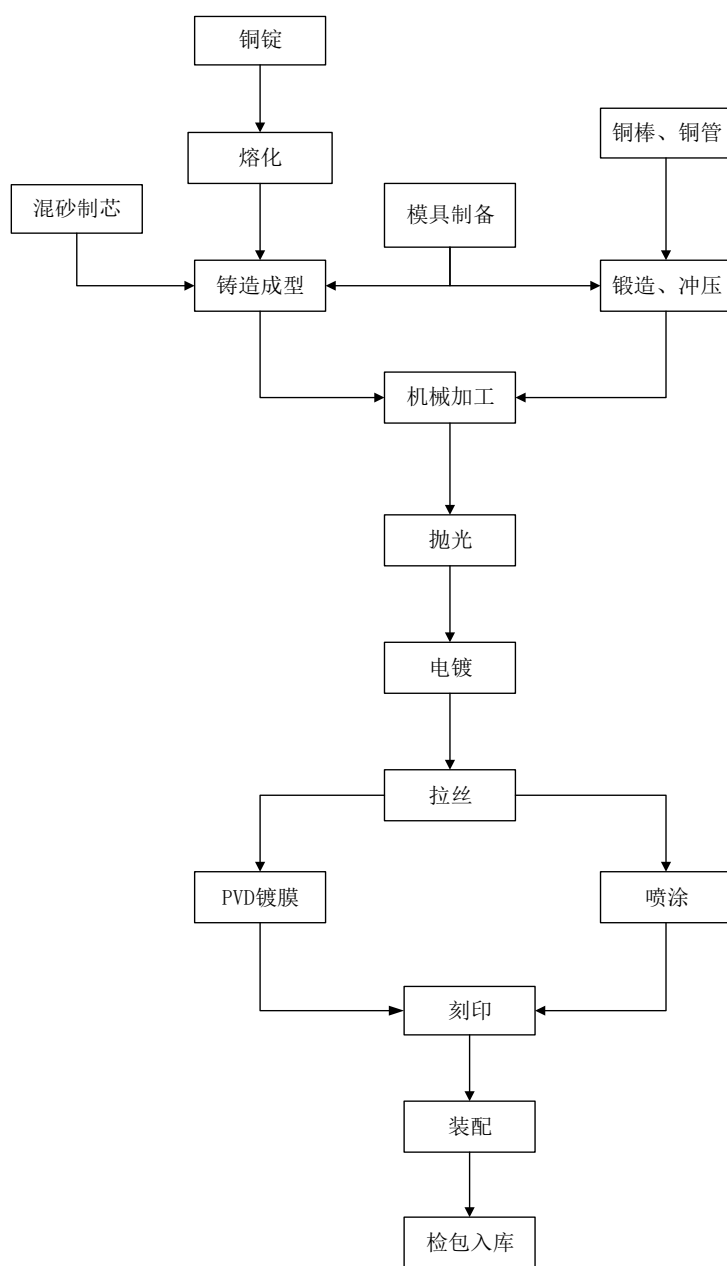 铜锭
铜棒、铜管
熔化
混砂制芯
模具制备
铸造成型
锻造、冲压
机械加工
抛光
电镀
拉丝
PVD镀膜
喷涂
刻印
装配
检包入库